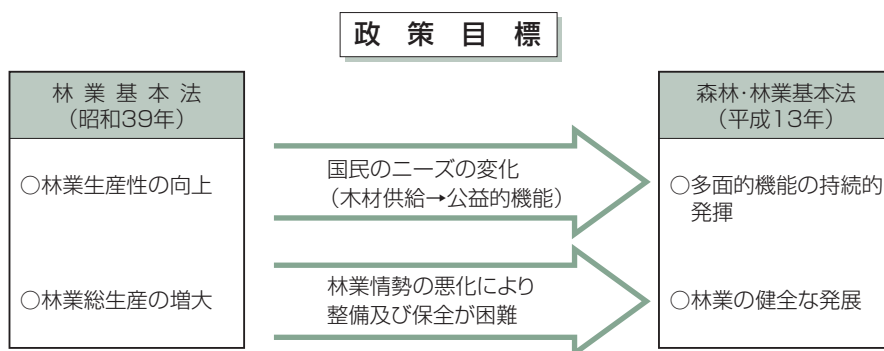 政策目標
林業基本法
（昭和39年）
○林業生産性の向上
○林業総生産の増大
国民のニーズの変化
（木材供給→公益的機能）
林業情勢の悪化により
整備及び保全が困難
森林・林業基本法
（平成13年）
○多面的機能の持続的
発揮
○林業の健全な発展